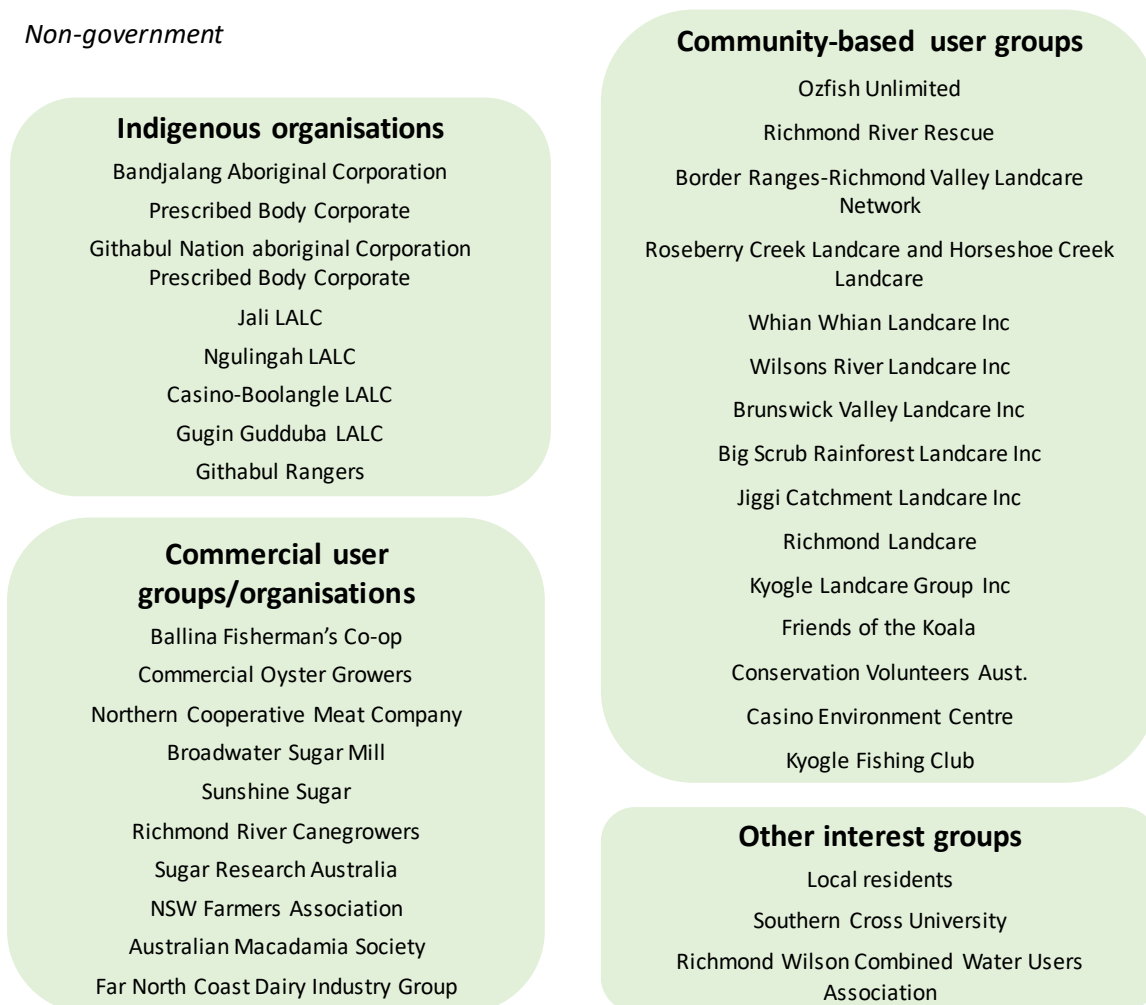 Non-government
Indigenous organisations
Bandjalang Aboriginal Corporation
Prescribed Body Corporate
Githabul Nation aboriginal Corporation
Prescribed Body Corporate
Jali LALC
Ngulingah LALC
Casino-Boolangle LALC
Gugin Gudduba LALC
Githabul Rangers
Commercial user
groups/organisations
Ballina Fisherman’s Co-op
Commercial Oyster Growers
Northern Cooperative Meat Company
Broadwater Sugar Mill
Sunshine Sugar
Richmond River Canegrowers
Sugar Research Australia
NSW Farmers Association
Australian Macadamia Society
Far North Coast Dairy Industry Group
Community-based user groups
Ozfish Unlimited
Richmond River Rescue
Border Ranges-Richmond Valley Landcare
Network
Roseberry Creek Landcare and Horseshoe Creek
Landcare
Whian Whian Landcare Inc
Wilsons River Landcare Inc
Brunswick Valley Landcare Inc
Big Scrub Rainforest Landcare Inc
Jiggi Catchment Landcare Inc
Richmond Landcare
Kyogle Landcare Group Inc
Friends of the Koala
Conservation Volunteers Aust.
Casino Environment Centre
Kyogle Fishing Club
Other interest groups
Local residents
Southern Cross University
Richmond Wilson Combined Water Users
Association